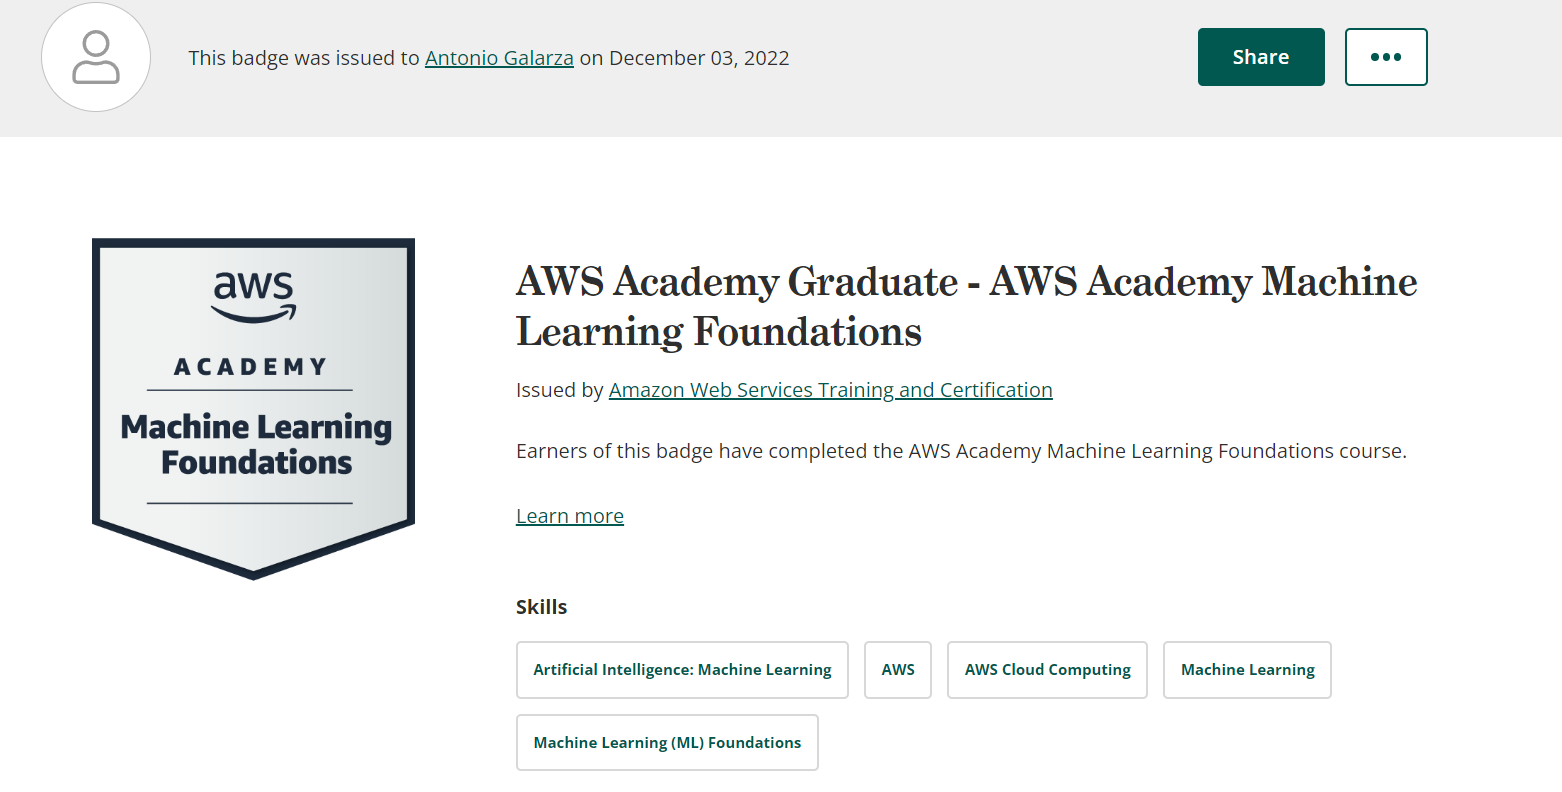 This badge was issued to Antonio Galarza on December 03, 2022
Share
aws
ACADEMY
Machine Learning
Foundations
AWS Academy Graduate - AWS Academy Machine
Learning Foundations
Issued by Amazon Web Services Training and Certification
Earners of this badge have completed the AWS Academy Machine Learning Foundations course.
Learn more
Skills
Artificial Intelligence: Machine Learning
AWS
AWS Cloud Computing
Machine Learning
Machine Learning (ML) Foundations